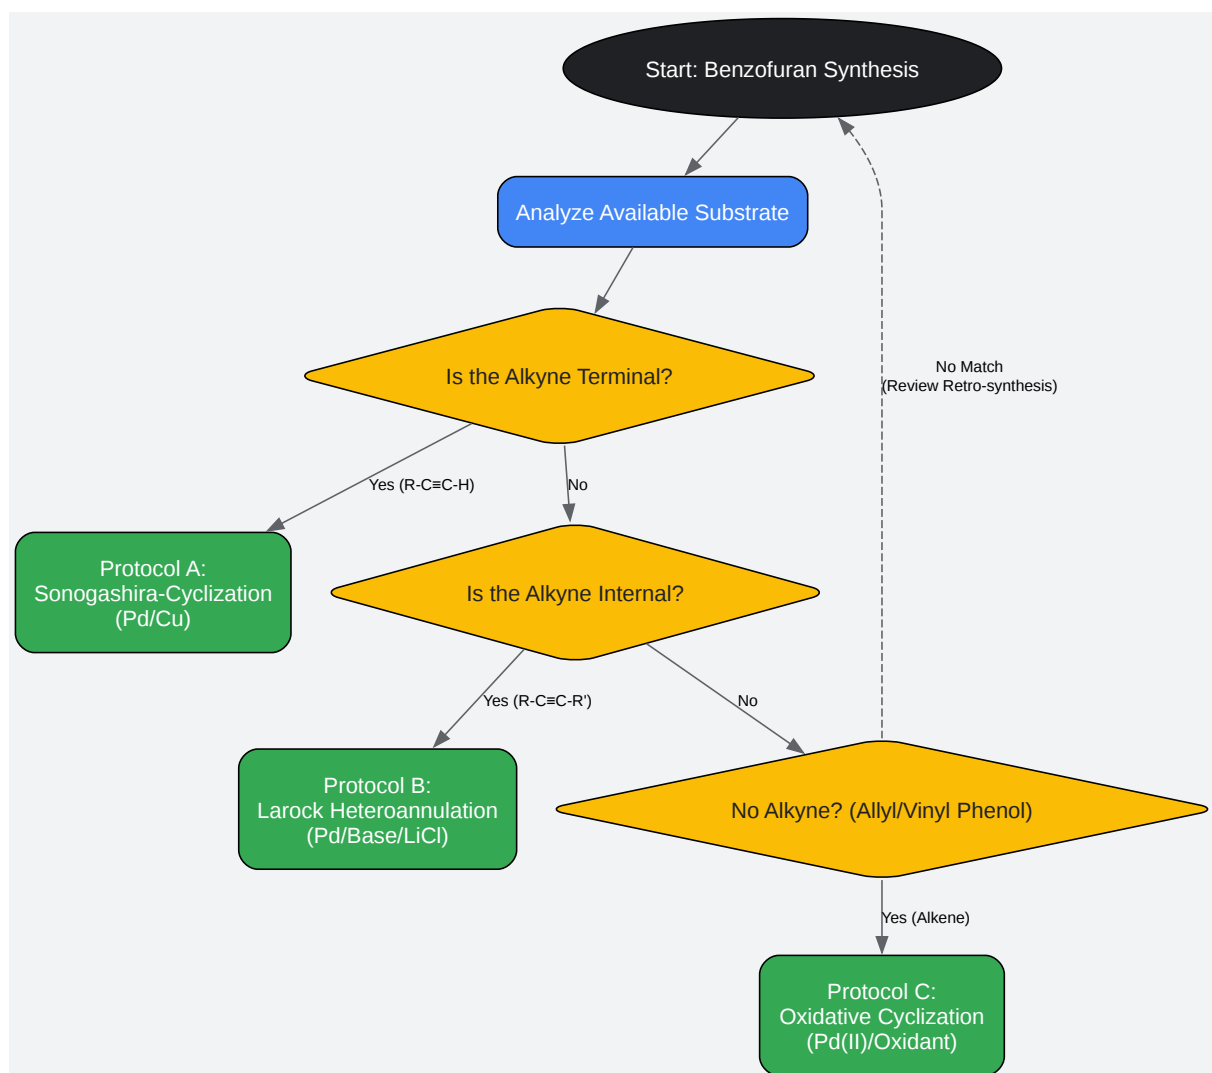 Start: Benzofuran Synthesis
Analyze Available Substrate
Is the Alkyne Terminal?
No Match
(Review Retro-synthesis)
Yes (R-C≡C-H)
No
Protocol A:
Sonogashira-Cyclization
(Pd/Cu)
Is the Alkyne Internal?
Yes (R-C≡C-R')
No
Protocol B:
Larock Heteroannulation
(Pd/Base/LiCl)
No Alkyne? (Allyl/Vinyl Phenol)
Yes (Alkene)
Protocol C:
Oxidative Cyclization
(Pd(II)/Oxidant)